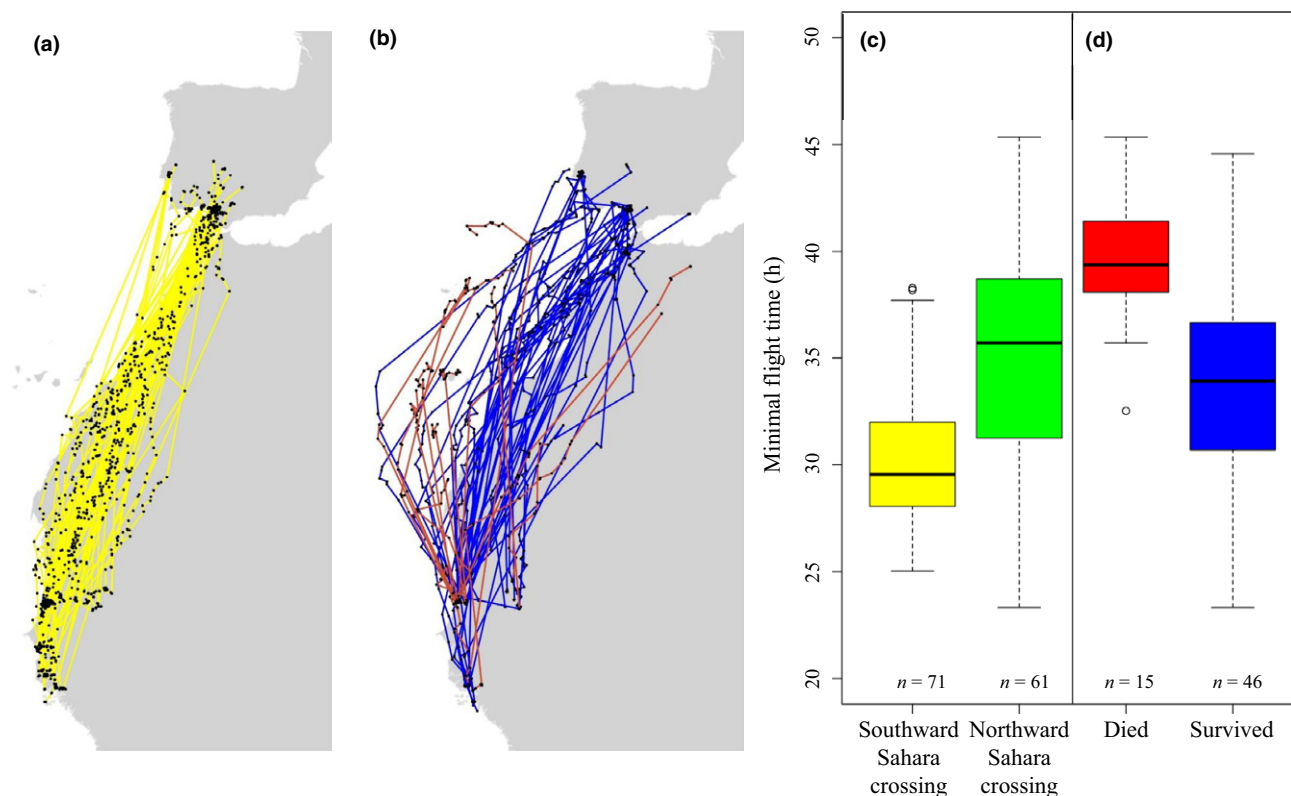 (a)
(b)
(c)
(d)
Minimal flight time (h)
50
45
40
35
30
25
20
n = 71
n = 61
n = 15
n = 46
Southward
Sahara
crossing
Northward
Sahara
crossing
Died
Survived